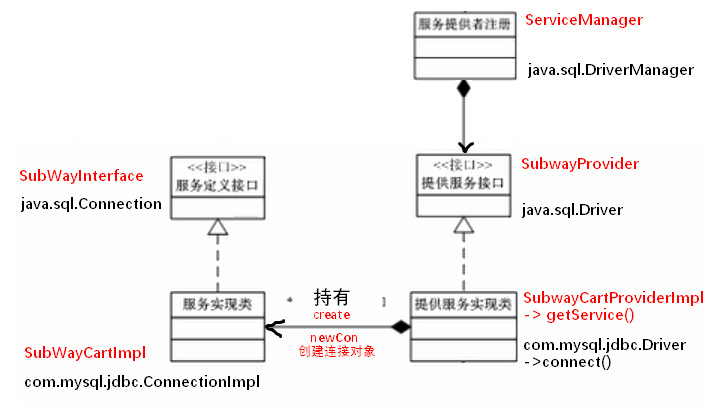 服务提供者注册
ServiceManager
java.sql.DriverManager
<<接口>>
服务定义接口
SubWayInterface
java.sql.Connection
<<接口>>
提供服务接口
SubwayProvider
java.sql.Driver
服务实现类
SubWayCartImpl
com.mysql.jdbc.ConnectionImpl
* 持有 1
create
newCon
创建连接对象
提供服务实现类
SubwayCartProviderImpl
-> getService()
com.mysql.jdbc.Driver
->connect()